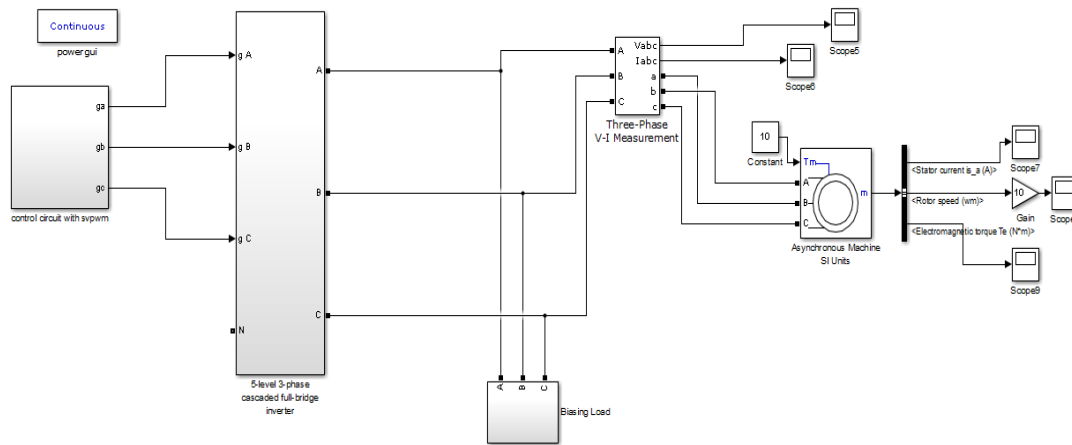 Continuous
powergui
ga
gb
gc
control circuit with svpwm
g A
g B
g C
N
A
B
C
5-level 3-phase
cascaded full-bridge
inverter
A
B
C
Biasing Load
A
B
C
Vabc
Iabc
a
b
c
Three-Phase
V-I Measurement
Scope5
Scope6
10
Constant
Tm
A
B
C
m
Asynchronous Machine
SI Units
<Stator current is_a (A)>
<Rotor speed (wm)>
<Electromagnetic torque Te (N*m)>
Scope7
10
Gain
Scope
Scope9